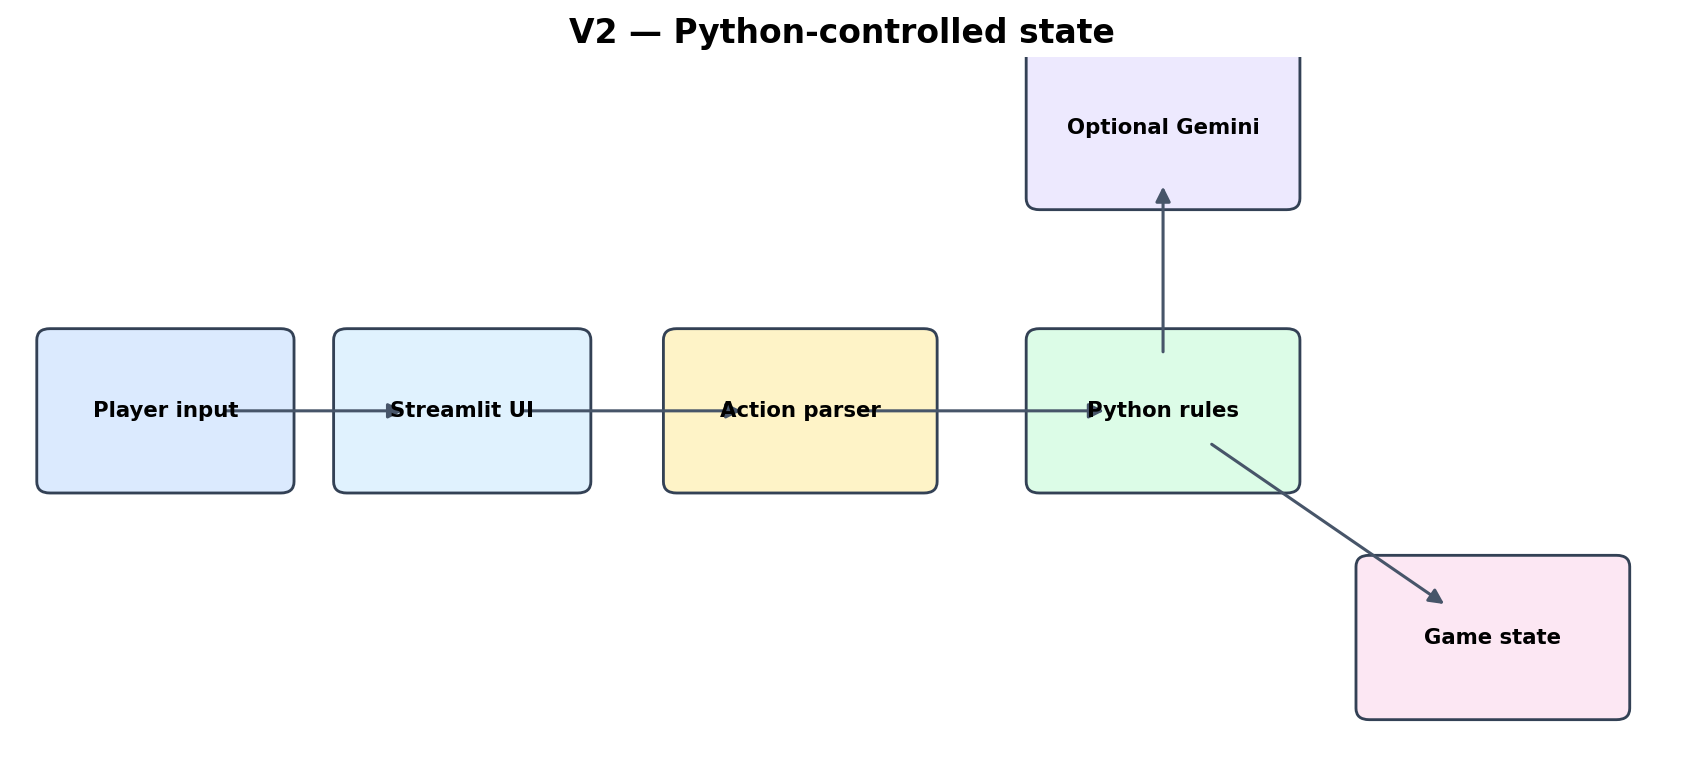 V2 — Python-controlled state
Optional Gemini
Player input
Streamlit UI
Action parser
Python rules
Game state